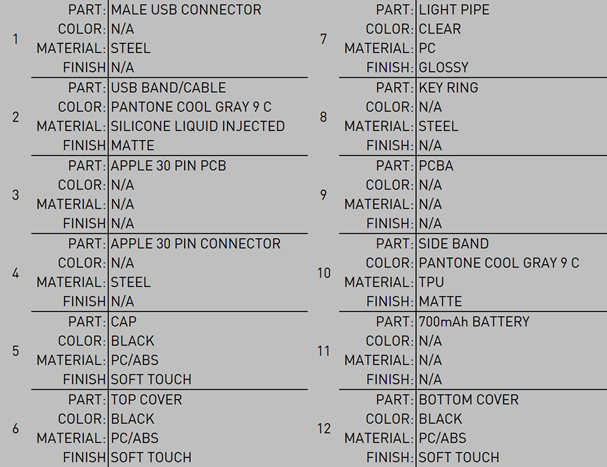 1
PART: MALE USB CONNECTOR
COLOR: N/A
MATERIAL: STEEL
FINISH N/A
2
PART: USB BAND/CABLE
COLOR: PANTONE COOL GRAY 9 C
MATERIAL: SILICONE LIQUID INJECTED
FINISH MATTE
3
PART: APPLE 30 PIN PCB
COLOR: N/A
MATERIAL: N/A
FINISH N/A
4
PART: APPLE 30 PIN CONNECTOR
COLOR: N/A
MATERIAL: STEEL
FINISH N/A
5
PART: CAP
COLOR: BLACK
MATERIAL: PC/ABS
FINISH SOFT TOUCH
6
PART: TOP COVER
COLOR: BLACK
MATERIAL: PC/ABS
FINISH SOFT TOUCH
7
PART: LIGHT PIPE
COLOR: CLEAR
MATERIAL: PC
FINISH: GLOSSY
8
PART: KEY RING
COLOR: N/A
MATERIAL: STEEL
FINISH: N/A
9
PART: PCBA
COLOR: N/A
MATERIAL: N/A
FINISH: N/A
10
PART: SIDE BAND
COLOR: PANTONE COOL GRAY 9 C
MATERIAL: TPU
FINISH: MATTE
11
PART: 700mAh BATTERY
COLOR: N/A
MATERIAL: N/A
FINISH: N/A
12
PART: BOTTOM COVER
COLOR: BLACK
MATERIAL: PC/ABS
FINISH: SOFT TOUCH